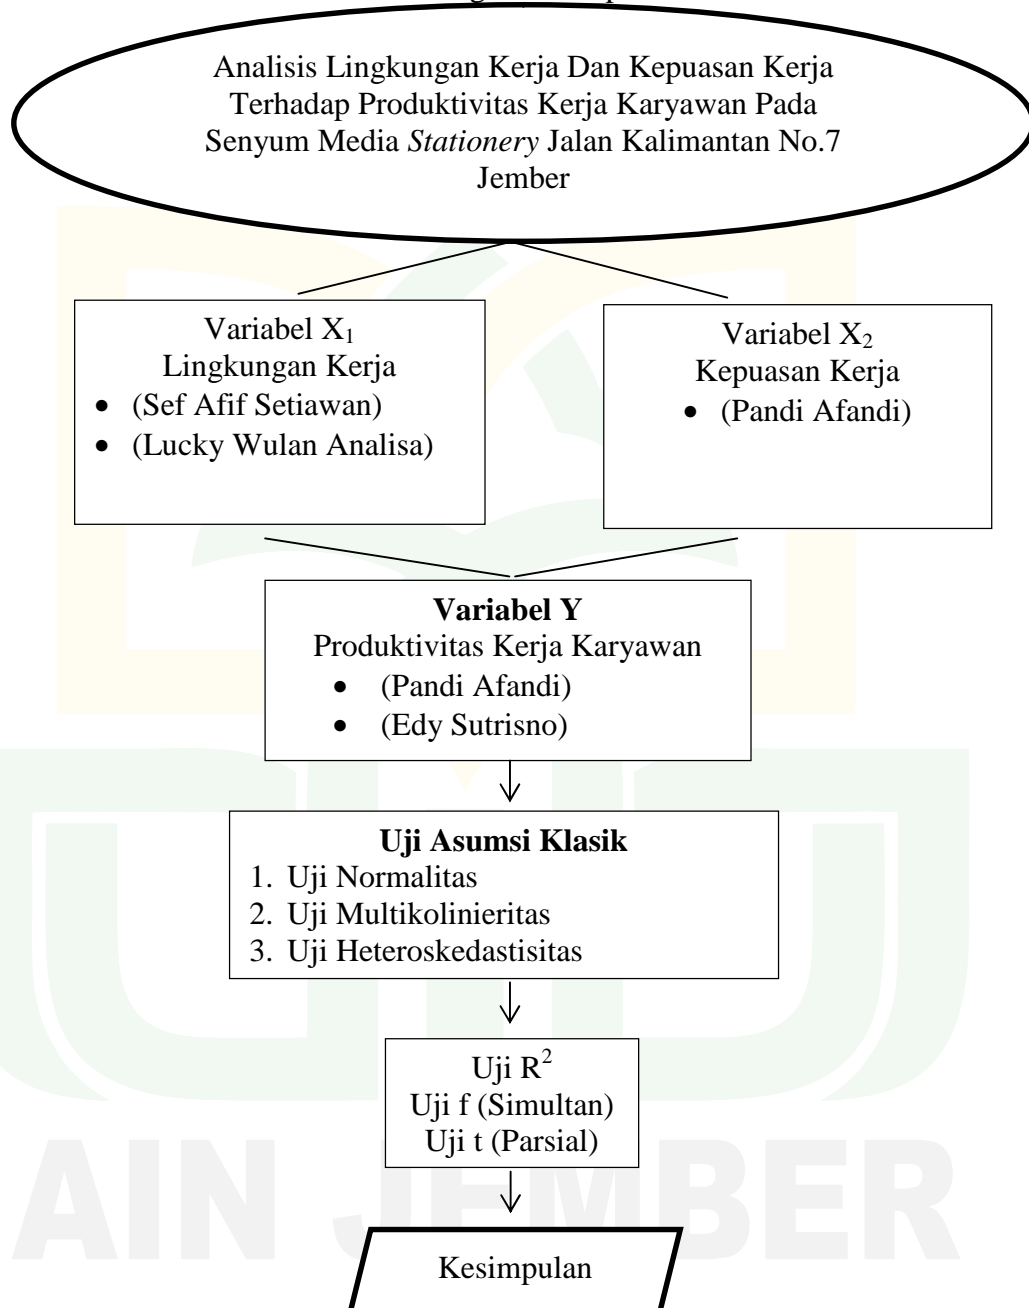 Analisis Lingkungan Kerja Dan Kepuasan Kerja
Terhadap Produktivitas Kerja Karyawan Pada
Senyum Media Stationery Jalan Kalimantan No.7
Jember
Variabel X₁
Lingkungan Kerja
• (Sef Afif Setiawan)
• (Lucky Wulan Analisa)
Variabel X₂
Kepuasan Kerja
• (Pandi Afandi)
Variabel Y
Produktivitas Kerja Karyawan
• (Pandi Afandi)
• (Edy Sutrisno)
Uji Asumsi Klasik
1. Uji Normalitas
2. Uji Multikolinieritas
3. Uji Heteroskedastisitas
Uji R²
Uji f (Simultan)
Uji t (Parsial)
Kesimpulan
AIN JEMBER